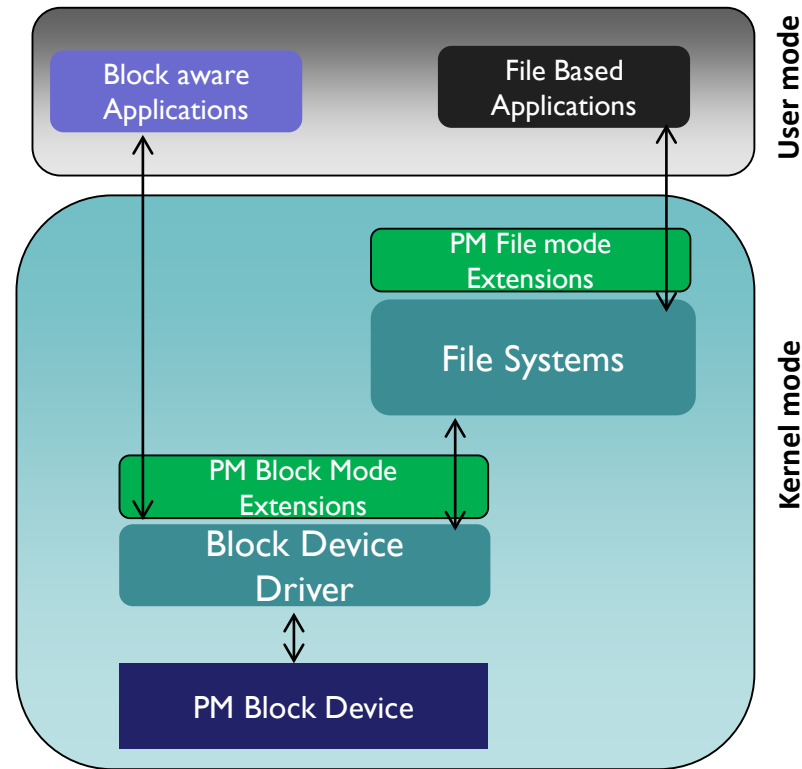 Block aware
Applications
File Based
Applications
User mode
PM File mode
Extensions
File Systems
Kernel mode
PM Block Mode
Extensions
Block Device
Driver
PM Block Device